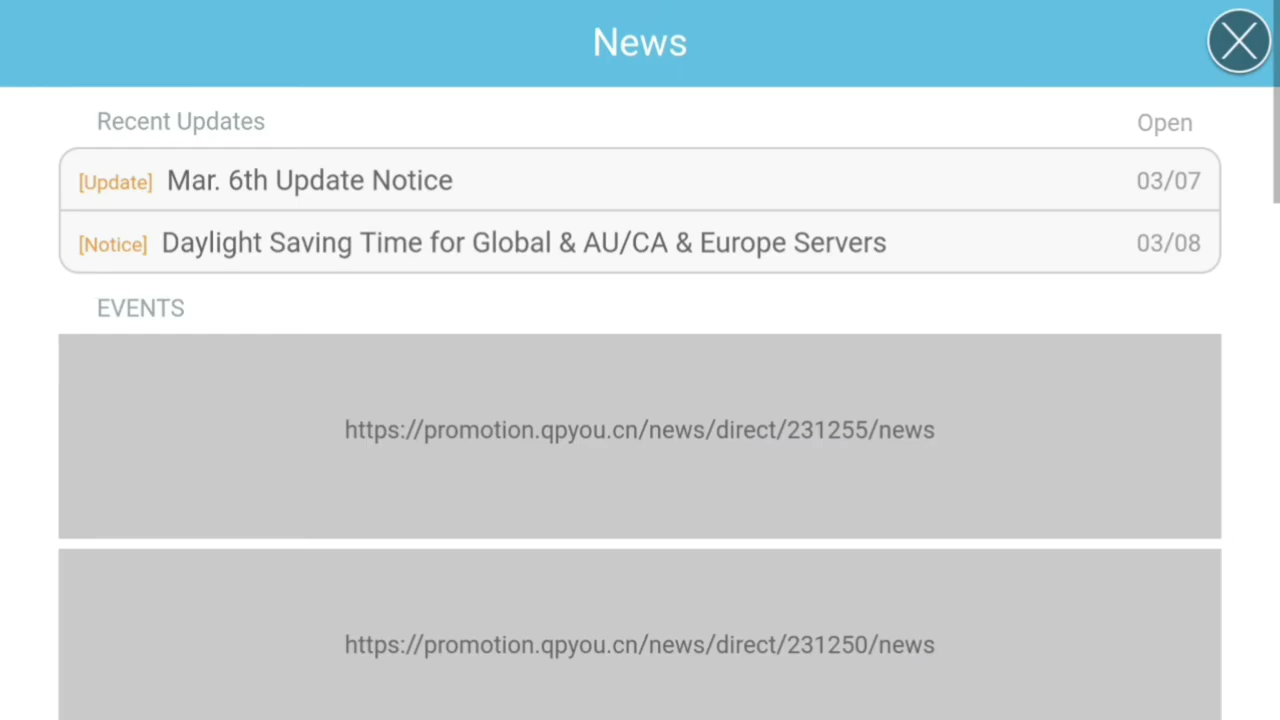 News
Recent Updates Open
[Update] Mar. 6th Update Notice 03/07
[Notice] Daylight Saving Time for Global & AU/CA & Europe Servers 03/08
EVENTS
https://promotion.qpyou.cn/news/direct/231255/news
https://promotion.qpyou.cn/news/direct/231250/news